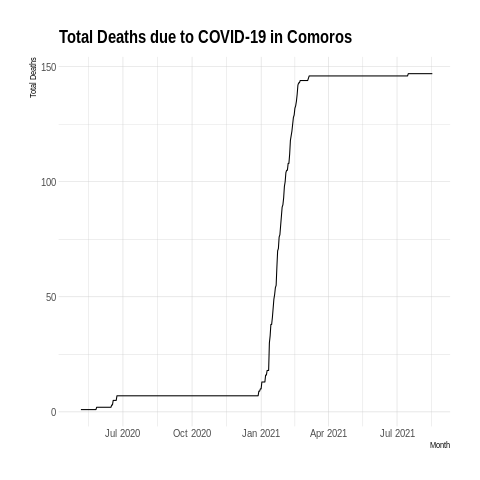 Total Deaths due to COVID-19 in Comoros
Total Deaths
150
100
50
0
Jul 2020 Oct 2020 Jan 2021 Apr 2021 Jul 2021
Month